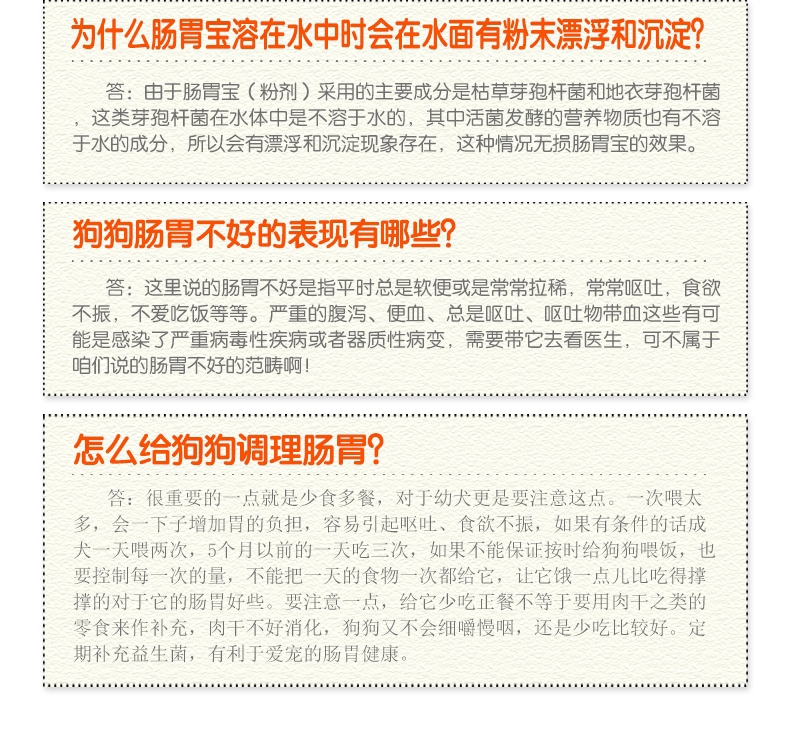 为什么肠胃宝溶在水中时会在水面有粉末漂浮和沉淀?
答：由于肠胃宝（粉剂）采用的主要成分是枯草芽孢杆菌和地衣芽孢杆菌
，这类芽孢杆菌在水体中是不溶于水的，其中活菌发酵的营养物质也有不溶
于水的成分，所以会有漂浮和沉淀现象存在，这种情况无损肠胃宝的效果。
狗狗肠胃不好的表现有哪些?
答：这里说的肠胃不好是指平时总是软便或是常常拉稀，常常呕吐，食欲
不振，不爱吃饭等等。严重的腹泻、便血、总是呕吐、呕吐物带血这些有可
能是感染了严重病毒性疾病或者器质性病变，需要带它去看医生，可不属于
咱们说的肠胃不好的范畴啊!
怎么给狗狗调理肠胃?
答：很重要的一点就是少食多餐，对于幼犬更是要注意这点。一次喂太
多，会一下子增加胃的负担，容易引起呕吐、食欲不振，如果有条件的话成
犬一天喂两次，5个月以前的一天吃三次，如果不能保证按时给狗狗喂饭，也
要控制每一次的量，不能把一天的食物一次都给它，让它饿一点儿比吃得撑
撑的对于它的肠胃好些。要注意一点，给它少吃正餐不等于要用肉干之类的
零食来作补充，肉干不好消化，狗狗又不会细嚼慢咽，还是少吃比较好。定
期补充益生菌，有利于爱宠的肠胃健康。